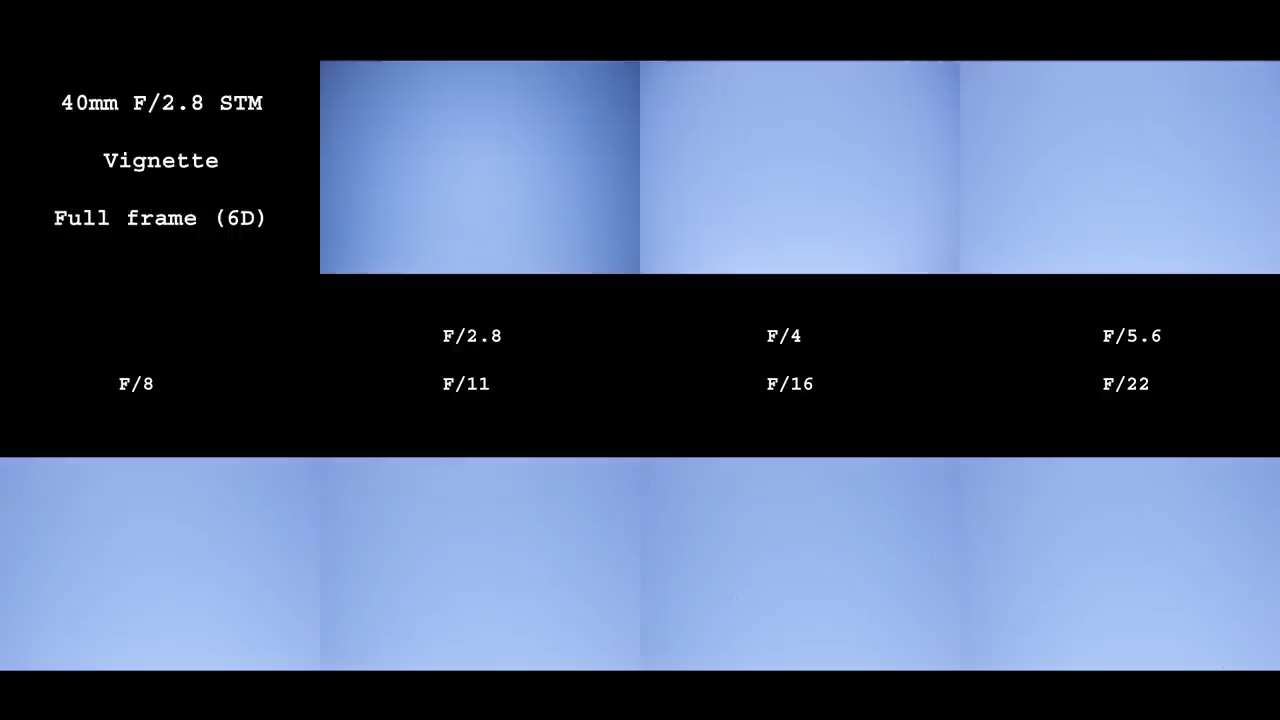 40mm F/2.8 STM
Vignette
Full frame (6D)
F/2.8 F/4 F/5.6
F/8 F/11 F/16 F/22